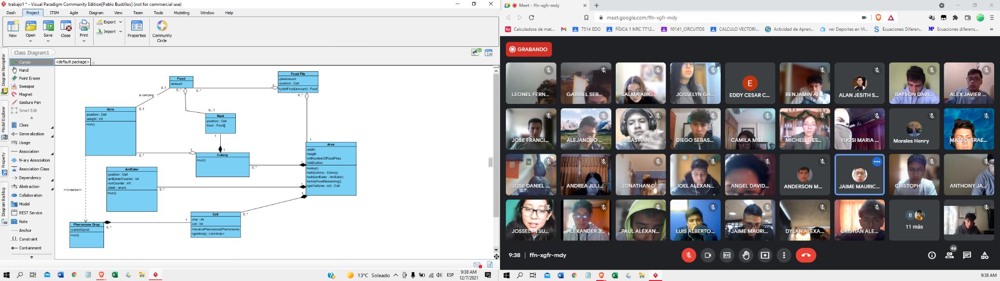 trabajo1 * - Visual Paradigm Community Edition[Pablo Bustillos] (not for commercial use)
Dash Project ITSM Agile Diagram View Team Tools Modeling Window Help
New Open Save Close Print Export Import Properties Community Circle
Class Diagram1
Diagram Navigator
Model Explorer
Property
Diagram Backlog
Cursor
Hand
Point Eraser
Sweeper
Magnet
Gesture Pen
Smart Edit
Class
Generalization
Usage
Association
N-ary Association
Association Class
Dependency
Abstraction
Collaboration
Model
REST Service
Note
Anchor
Constraint
Containment
<default package>
Food
-amount
0..1
0..*
0..*
is carrying
0..1
Food Pile
-pileAmount
-position : Cell
+yieldFood(amount) : Food
1
0..*
Ants
-position : Cell
-weight : int
+run()
0..*
Nest
-position : Cell
-food : Food[]
0...1
1
1
Colony
+run()
1
0..*
Area
-width
-heigth
-initNumberOfFoodPiles
-tickDurtion
+setup()
+add(colony : Colony)
+add(antEater : AntEater)
+isAnyFoodRemaining()
+getCell(row, col) : Cell
1
1
1
1
AntEater
-position : Cell
-antEatenCounter : int
-runCounter : int
-state : enum
+run()
0..*
<<creates>>
Pheromone Drop
-currentLevel
+run()
0..*
Cell
-row : int
-col : int
+receivePheromone(Pheromone)
+getAnts() : List<Ants>
1
0..*
13°C Soleado
ESP
9:38 AM
12/7/2021
Meet - ffn-xgfr-mdy
meet.google.com/ffn-xgfr-mdy
Calculadora de mat...
7514 EDO
FÍSICA 1 NRC 7712...
10141_CIRCUITOS
CALCULO VECTORI...
Actividad de Apren...
ver Deportes en VI...
Ecuaciones Diferen...
Ecuaciones diferenc...
GRABANDO
LEONEL FERN...
GABRIEL SEB...
SALMA ABIG...
JOSSELYN GA...
E
EDDY CESAR C...
BENJAMIN AB...
ALAN JESITH S...
BAYRON DAVI...
ALEX JAVIER ...
JOSE FRANCI...
ALEJANDRO ...
SEBASTIAN B...
DIEGO SEBAS...
CAMILA MILE...
MICHELLE ES...
YUGSI MARIA ...
Morales Henry
MATEO ISRAE...
JOSE DANIEL ...
ANDREA JULI...
JONATHAN G...
JOEL ALEXAN...
ANGEL DAVID...
ANDERSON M...
JAIME MAURIC...
CRISTOPHER ...
ANTHONY JA...
JOSSELYN SU...
ALEXANDER J...
PAUL ALEXAN...
LUIS ALBERTO...
JAIME MAURI...
DYLAN ALEXA...
CRISTIAN ALE...
B
11 más
9:38 | ffn-xgfr-mdy
46
9:38 AM